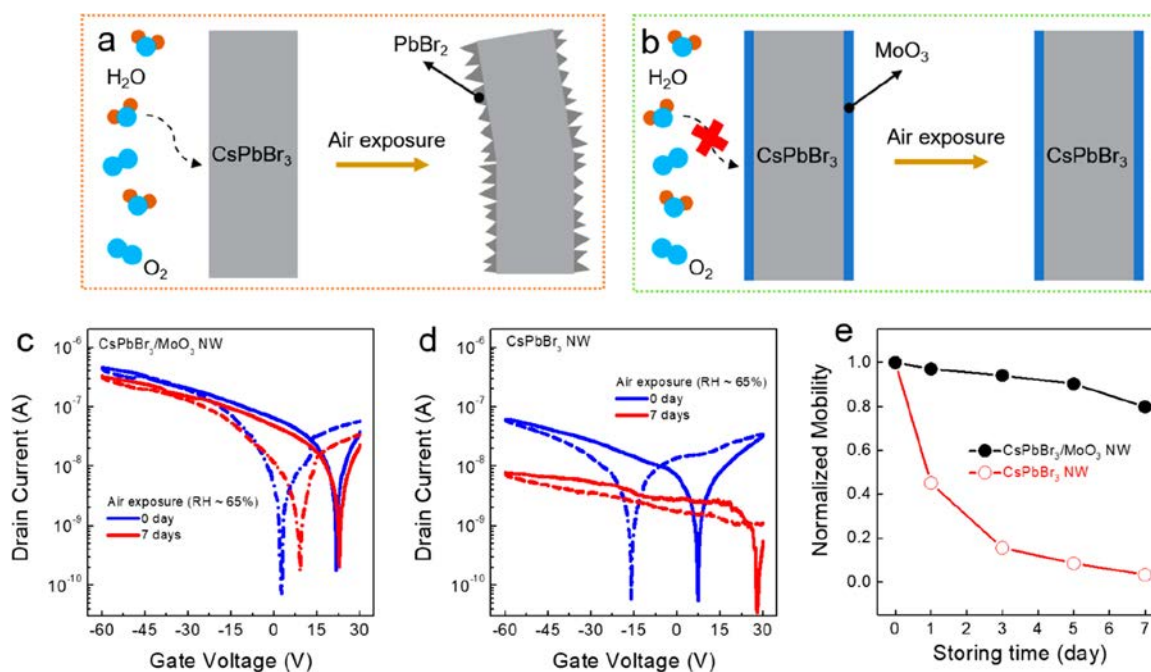 a
PbBr₂
H₂O
CsPbBr₃
Air exposure
O₂
b
MoO₃
H₂O
CsPbBr₃
Air exposure
CsPbBr₃
O₂
c
CsPbBr₃/MoO₃ NW
Air exposure (RH ~ 65%)
0 day
7 days
Drain Current (A)
10⁻⁶
10⁻⁷
10⁻⁸
10⁻⁹
10⁻¹⁰
-60 -45 -30 -15 0 15 30
Gate Voltage (V)
d
CsPbBr₃ NW
Air exposure (RH ~ 65%)
0 day
7 days
Drain Current (A)
10⁻⁶
10⁻⁷
10⁻⁸
10⁻⁹
10⁻¹⁰
-60 -45 -30 -15 0 15 30
Gate Voltage (V)
e
CsPbBr₃/MoO₃ NW
CsPbBr₃ NW
Normalized Mobility
1.0
0.8
0.6
0.4
0.2
0.0
0 1 2 3 4 5 6 7
Storing time (day)